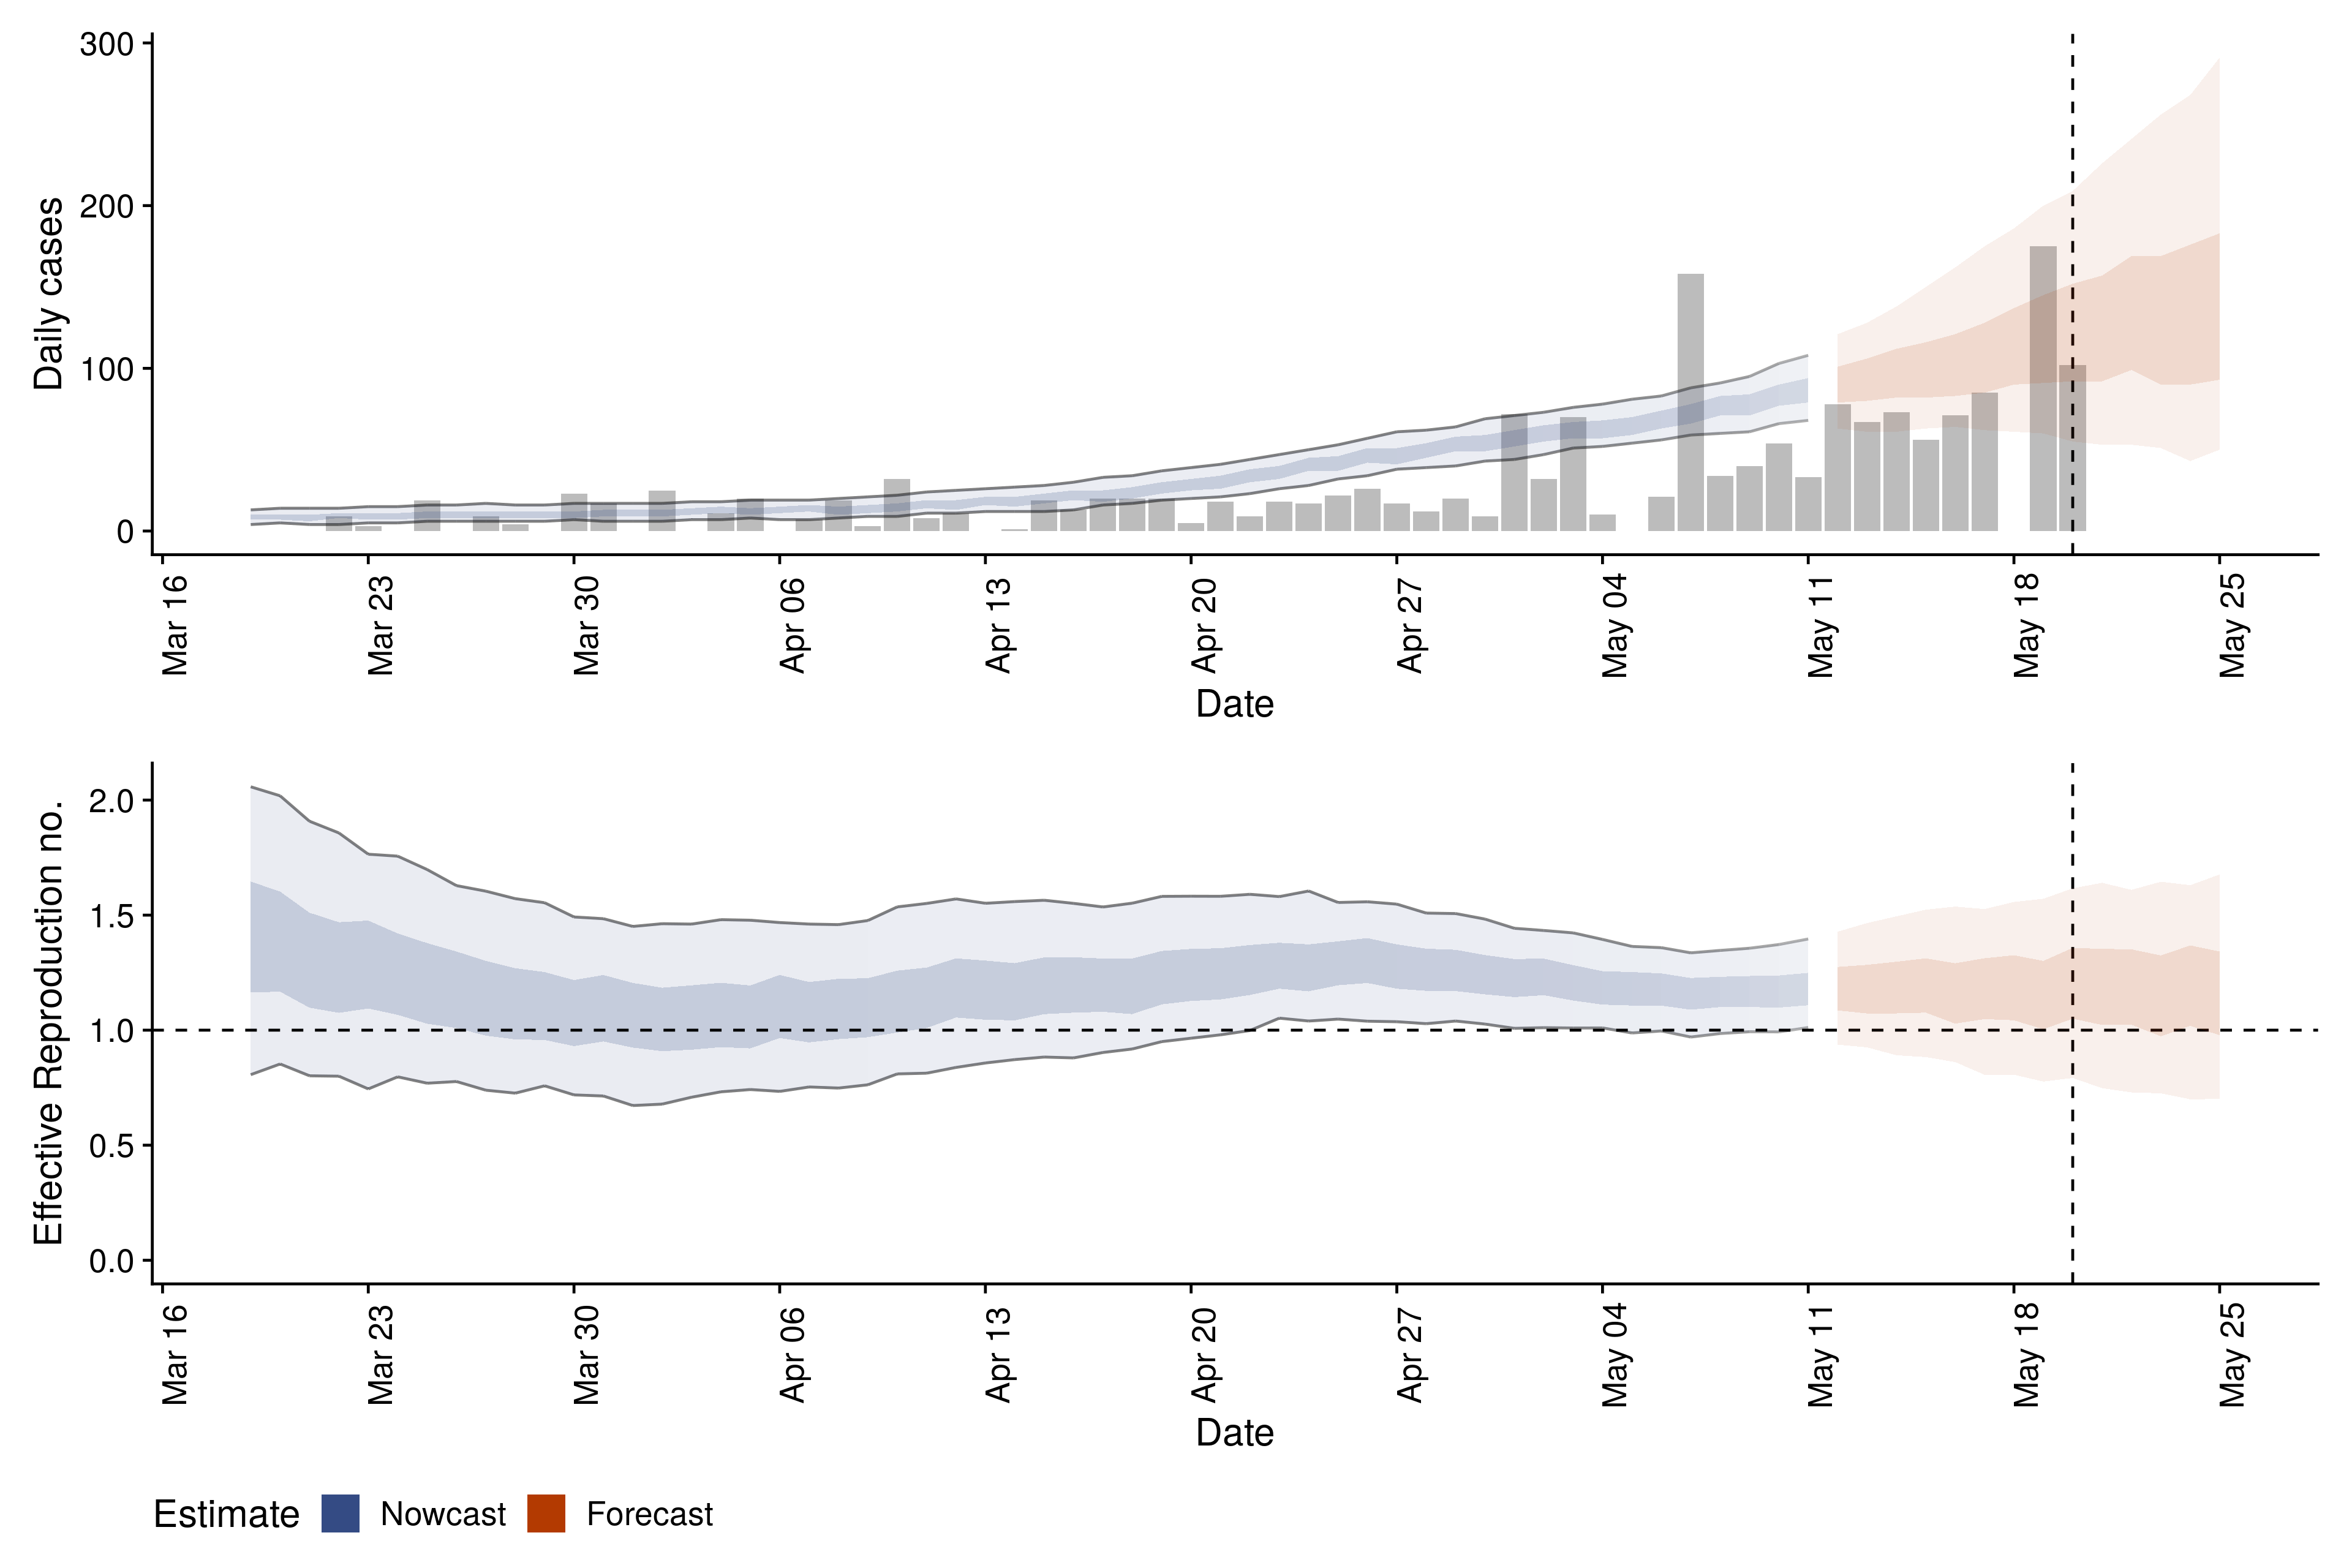 300
200
100
0
Daily cases
Mar 16
Mar 23
Mar 30
Apr 06
Apr 13
Apr 20
Apr 27
May 04
May 11
May 18
May 25
Date
2.0
1.5
1.0
0.5
0.0
Effective Reproduction no.
Mar 16
Mar 23
Mar 30
Apr 06
Apr 13
Apr 20
Apr 27
May 04
May 11
May 18
May 25
Date
Estimate Nowcast Forecast